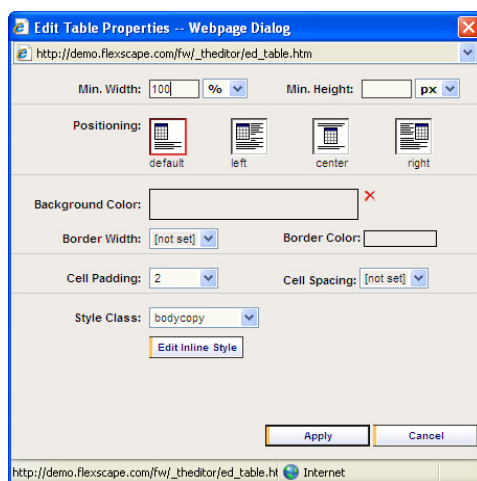 Edit Table Properties -- Webpage Dialog
http://demo.flexscape.com/fw/_theditor/ed_table.htm
Min. Width: 100 % Min. Height: px
Positioning:
default left center right
Background Color:
Border Width: [not set] Border Color:
Cell Padding: 2 Cell Spacing: [not set]
Style Class: bodycopy
Edit Inline Style
Apply Cancel
http://demo.flexscape.com/fw/_theditor/ed_table.ht Internet